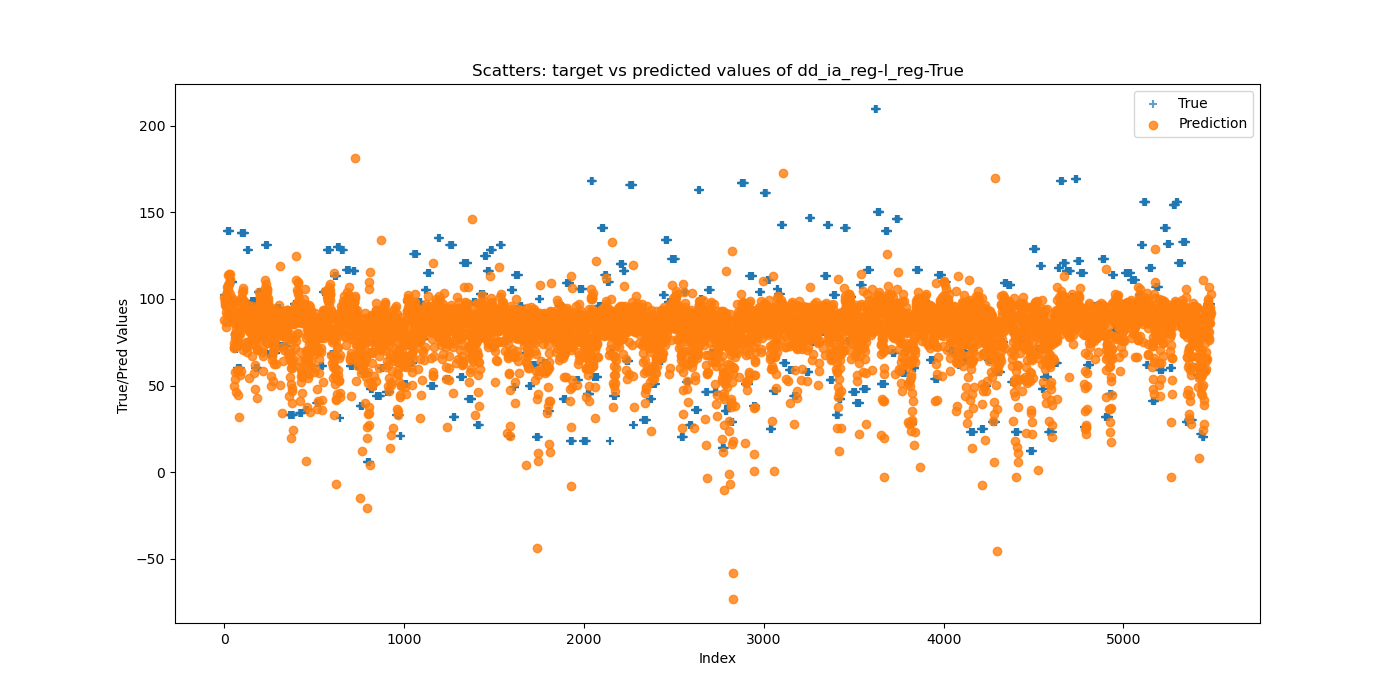 Scatters: target vs predicted values of dd_ia_reg-l_reg-True
True
Prediction
200
150
100
50
0
−50
True/Pred Values
0 1000 2000 3000 4000 5000
Index